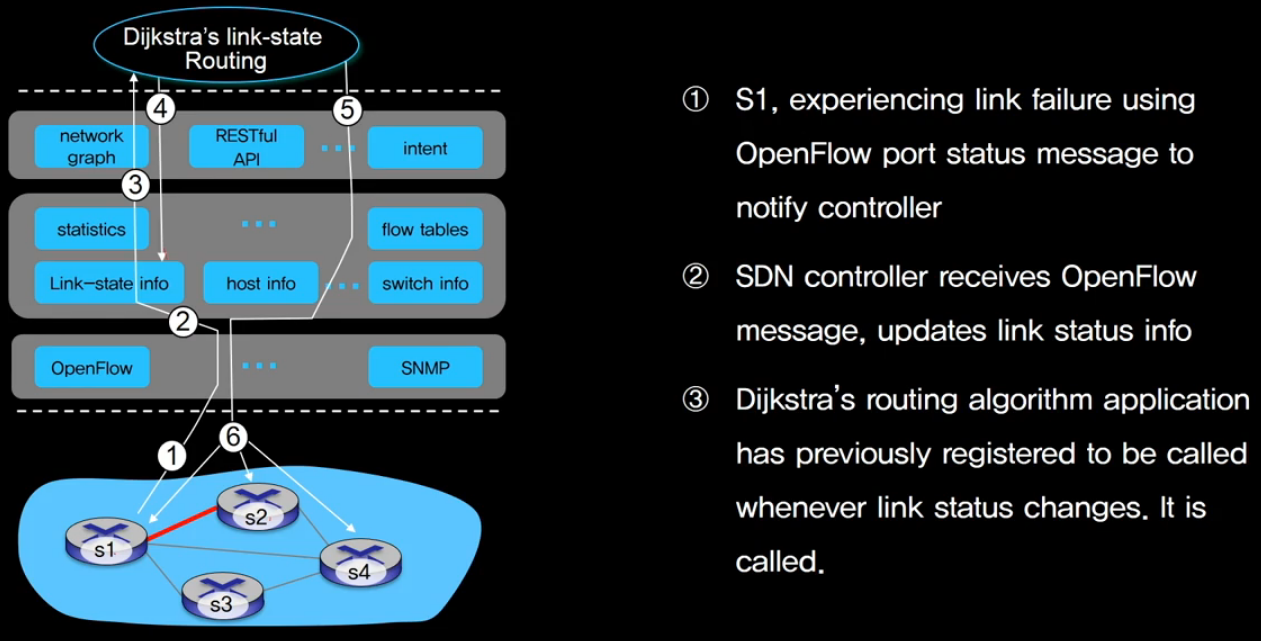 Dijkstra's link-state
Routing
④
⑤
network
graph
RESTful
API
intent
③
statistics
flow tables
Link-state info
host info
switch info
②
OpenFlow
SNMP
⑥
①
s2
s1
s4
s3
① S1, experiencing link failure using
OpenFlow port status message to
notify controller
② SDN controller receives OpenFlow
message, updates link status info
③ Dijkstra's routing algorithm application
has previously registered to be called
whenever link status changes. It is
called.